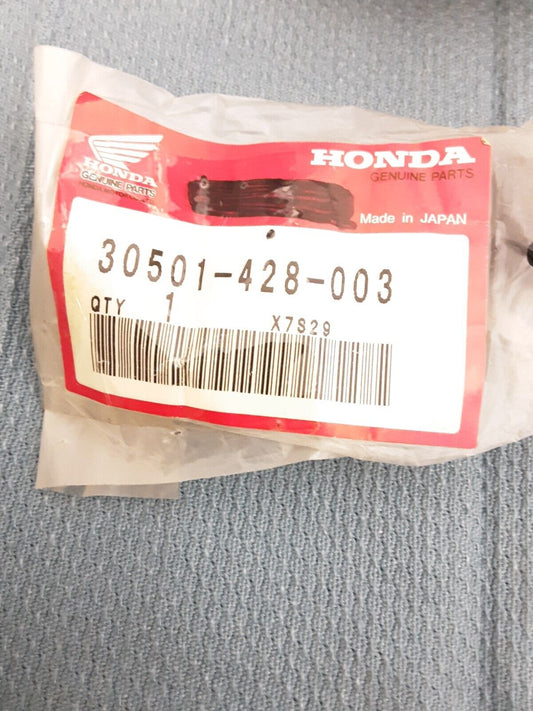 HONDA
GENUINE PARTS
HONDA
GENUINE PARTS
Made in JAPAN
30501-428-003
QTY 1 X7S29